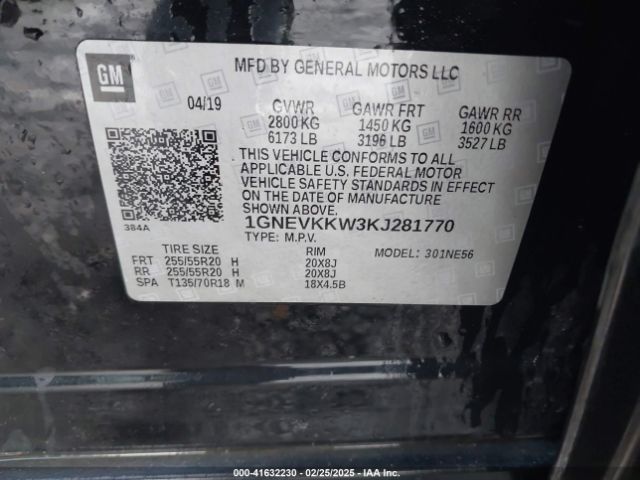 GM
MFD BY GENERAL MOTORS LLC
04/19 GVWR GAWR FRT GAWR RR
2800 KG 1450 KG 1600 KG
6173 LB 3196 LB 3527 LB
THIS VEHICLE CONFORMS TO ALL
APPLICABLE U.S. FEDERAL MOTOR
VEHICLE SAFETY STANDARDS IN EFFECT
ON THE DATE OF MANUFACTURE
SHOWN ABOVE.
384A
1GNEVKKW3KJ281770
TYPE: M.P.V. MODEL: 301NE56
TIRE SIZE RIM
FRT 255/55R20 H 20X8J
RR 255/55R20 H 20X8J
SPA T135/70R18 M 18X4.5B
000-41632230 - 02/25/2025 - IAA Inc.